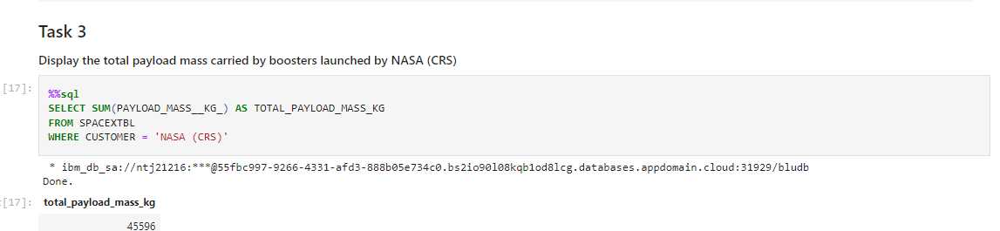 Task 3
Display the total payload mass carried by boosters launched by NASA (CRS)
[17]:
%%sql
SELECT SUM(PAYLOAD_MASS__KG_) AS TOTAL_PAYLOAD_MASS_KG
FROM SPACEXTBL
WHERE CUSTOMER = 'NASA (CRS)'
* ibm_db_sa://ntj21216:***@55fbc997-9266-4331-afd3-888b05e734c0.bs2io90l08kqb1od8lcg.databases.appdomain.cloud:31929/bludb
Done.
:[17]: total_payload_mass_kg
45596